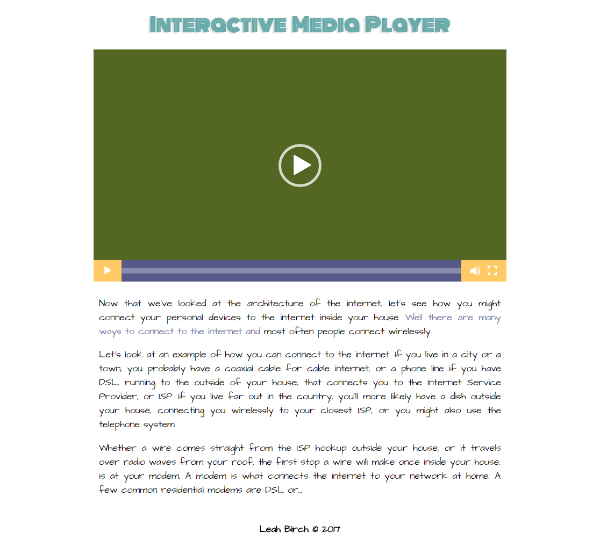 Interactive Media Player
Now that we've looked at the architecture of the internet, let's see how you might
connect your personal devices to the internet inside your house. Well there are many
ways to connect to the internet and most often people connect wirelessly.
Let's look at an example of how you can connect to the internet. If you live in a city or a
town, you probably have a coaxial cable for cable internet, or a phone line if you have
DSL, running to the outside of your house, that connects you to the Internet Service
Provider, or ISP. If you live far out in the country, you'll more likely have a dish outside
your house, connecting you wirelessly to your closest ISP, or you might also use the
telephone system.
Whether a wire comes straight from the ISP hookup outside your house, or it travels
over radio waves from your roof, the first stop a wire will make once inside your house,
is at your modem. A modem is what connects the internet to your network at home. A
few common residential modems are DSL or...
Leah Birch © 2017